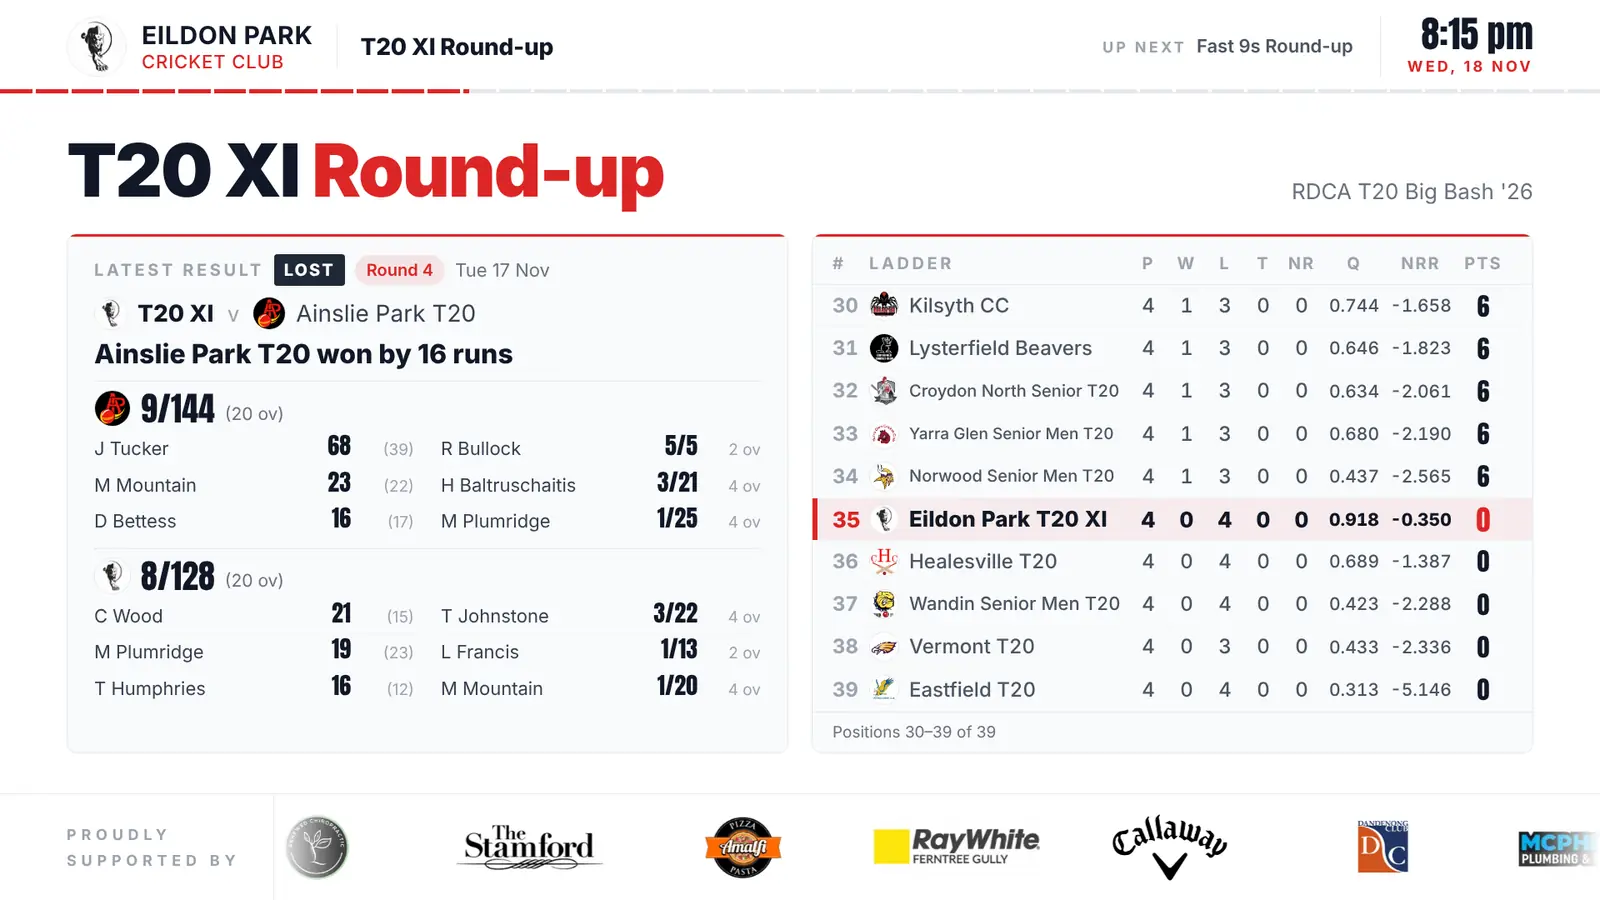 EILDON PARK
CRICKET CLUB
T20 XI Round-up
UP NEXT Fast 9s Round-up
8:15 pm
WED, 18 NOV
T20 XI Round-up
RDCA T20 Big Bash '26
LATEST RESULT LOST Round 4 Tue 17 Nov
T20 XI v Ainslie Park T20
Ainslie Park T20 won by 16 runs
9/144 (20 ov)
J Tucker 68 (39) R Bullock 5/5 2 ov
M Mountain 23 (22) H Baltruschaitis 3/21 4 ov
D Bettess 16 (17) M Plumridge 1/25 4 ov
8/128 (20 ov)
C Wood 21 (15) T Johnstone 3/22 4 ov
M Plumridge 19 (23) L Francis 1/13 2 ov
T Humphries 16 (12) M Mountain 1/20 4 ov
# LADDER P W L T NR Q NRR PTS
30 Kilsyth CC 4 1 3 0 0 0.744 -1.658 6
31 Lysterfield Beavers 4 1 3 0 0 0.646 -1.823 6
32 Croydon North Senior T20 4 1 3 0 0 0.634 -2.061 6
33 Yarra Glen Senior Men T20 4 1 3 0 0 0.680 -2.190 6
34 Norwood Senior Men T20 4 1 3 0 0 0.437 -2.565 6
35 Eildon Park T20 XI 4 0 4 0 0 0.918 -0.350 0
36 Healesville T20 4 0 4 0 0 0.689 -1.387 0
37 Wandin Senior Men T20 4 0 4 0 0 0.423 -2.288 0
38 Vermont T20 4 0 3 0 0 0.433 -2.336 0
39 Eastfield T20 4 0 4 0 0 0.313 -5.146 0
Positions 30–39 of 39
PROUDLY
SUPPORTED BY
CHIROPRACTIC
The
Stamford
PIZZA
Amalfi
PASTA
RayWhite
FERNTREE GULLY
Callaway
DANDENONG
CLUB
D C
MCPH
PLUMBING &